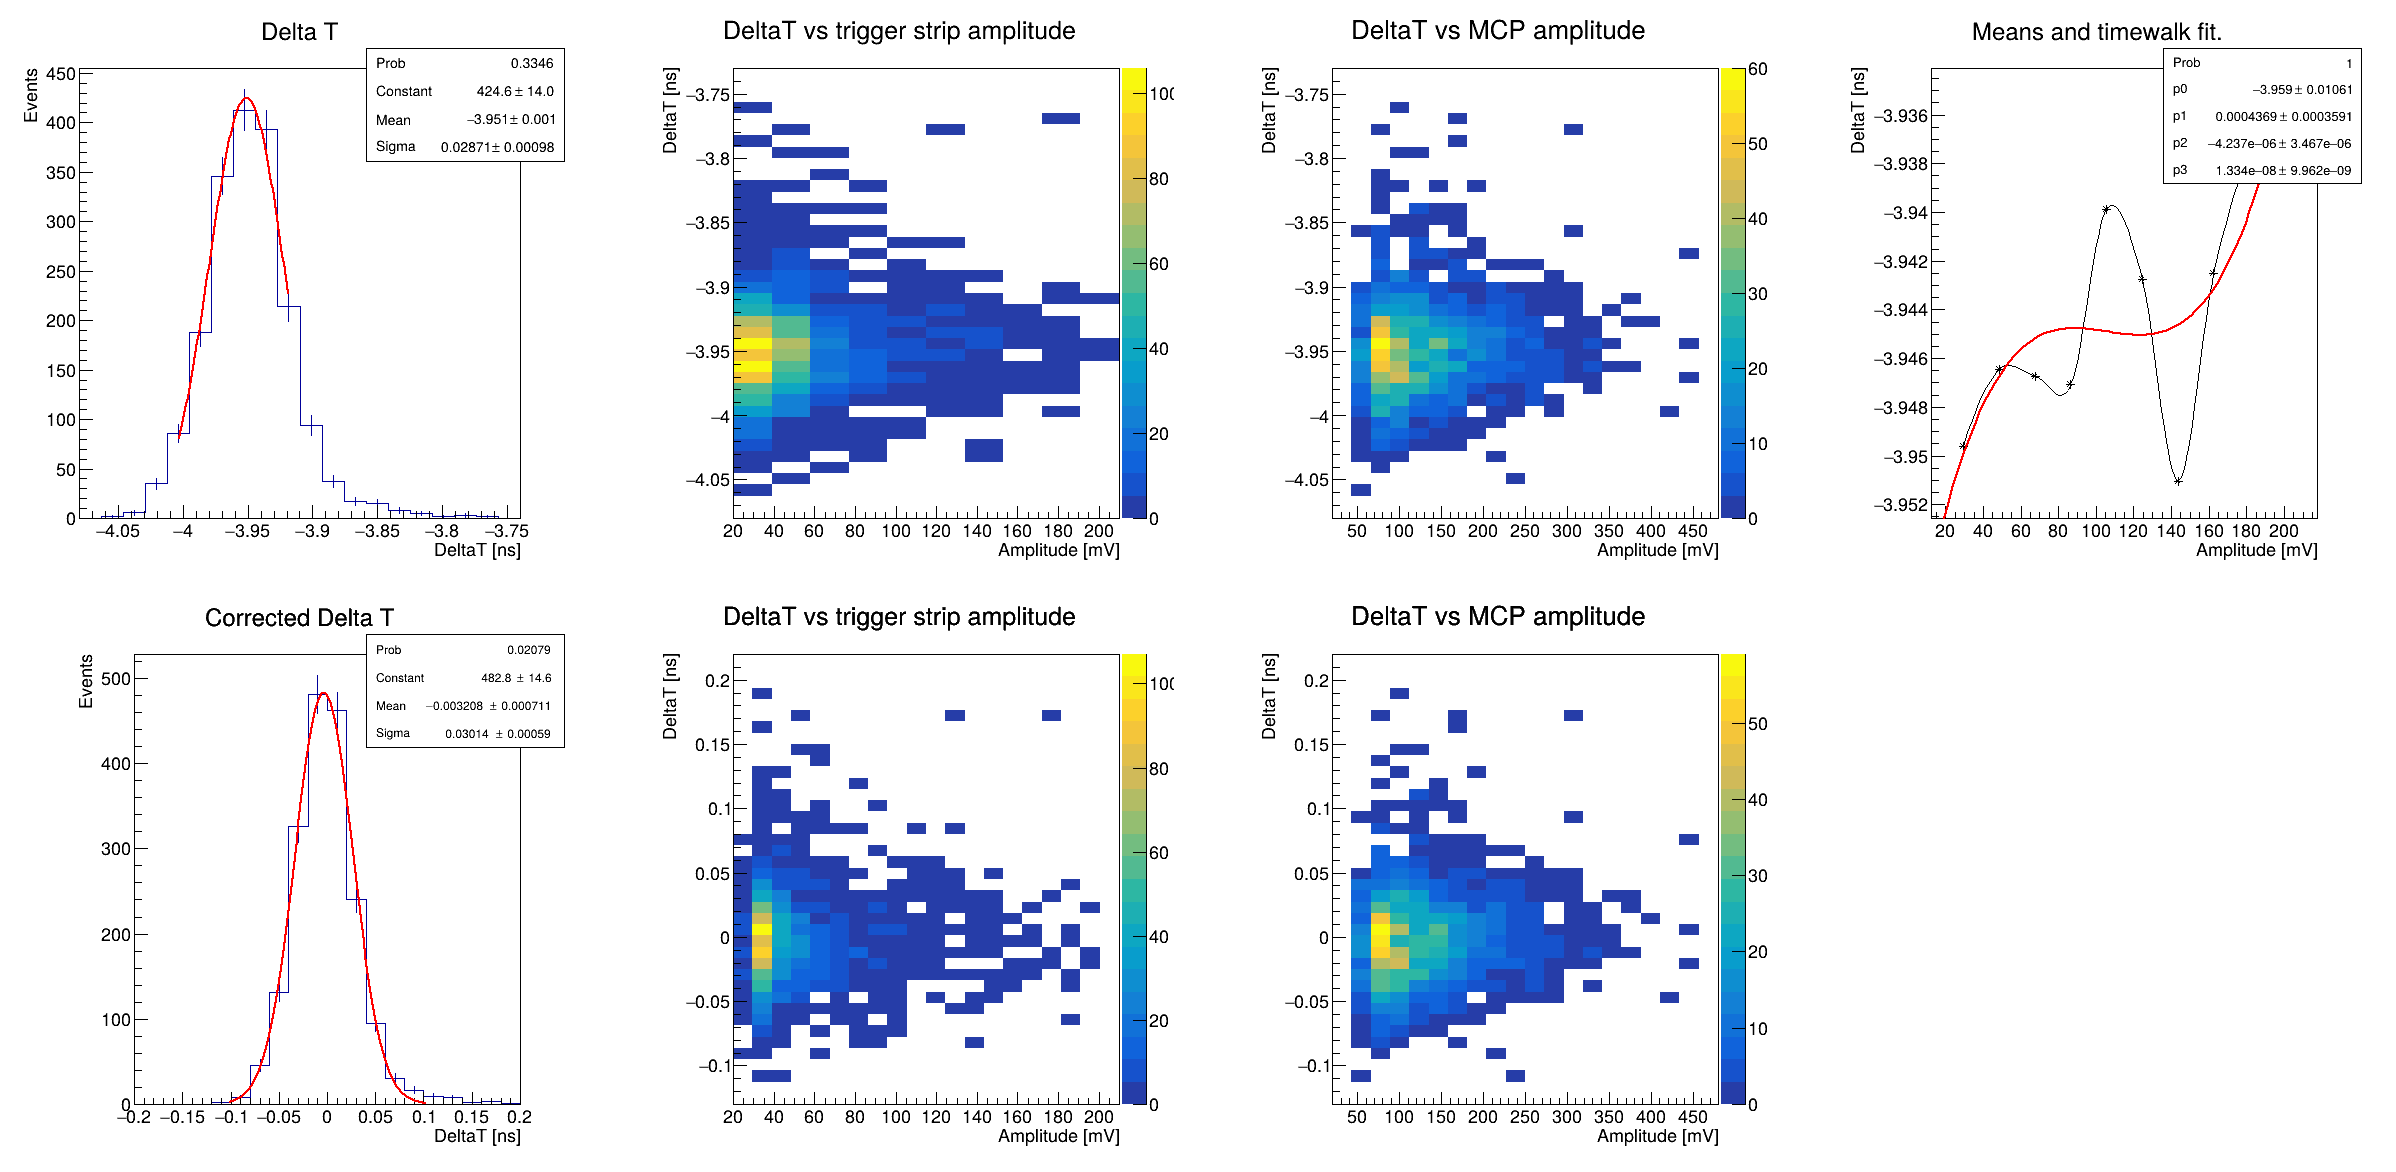 Delta T
Events
450
400
350
300
250
200
150
100
50
0
−4.05 −4 −3.95 −3.9 −3.85 −3.8 −3.75
DeltaT [ns]
Prob 0.3346
Constant 424.6 ± 14.0
Mean −3.951 ± 0.001
Sigma 0.02871 ± 0.00098
DeltaT vs trigger strip amplitude
DeltaT [ns]
−3.75
−3.8
−3.85
−3.9
−3.95
−4
−4.05
20 40 60 80 100 120 140 160 180 200
Amplitude [mV]
80
60
40
20
0
DeltaT vs MCP amplitude
DeltaT [ns]
−3.75
−3.8
−3.85
−3.9
−3.95
−4
−4.05
50 100 150 200 250 300 350 400 450
Amplitude [mV]
60
50
40
30
20
10
0
Means and timewalk fit.
DeltaT [ns]
−3.936
−3.938
−3.94
−3.942
−3.944
−3.946
−3.948
−3.95
−3.952
20 40 60 80 100 120 140 160 180 200
Amplitude [mV]
Prob 1
p0 −3.959 ± 0.01061
p1 0.0004369 ± 0.0003591
p2 −4.237e−06 ± 3.467e−06
p3 1.334e−08 ± 9.962e−09
Corrected Delta T
Events
500
400
300
200
100
0
−0.2 −0.15 −0.1 −0.05 0 0.05 0.1 0.15 0.2
DeltaT [ns]
Prob 0.02079
Constant 482.8 ± 14.6
Mean −0.003208 ± 0.000711
Sigma 0.03014 ± 0.00059
DeltaT vs trigger strip amplitude
DeltaT [ns]
0.2
0.15
0.1
0.05
0
−0.05
−0.1
20 40 60 80 100 120 140 160 180 200
Amplitude [mV]
80
60
40
20
0
DeltaT vs MCP amplitude
DeltaT [ns]
0.2
0.15
0.1
0.05
0
−0.05
−0.1
50 100 150 200 250 300 350 400 450
Amplitude [mV]
50
40
30
20
10
0